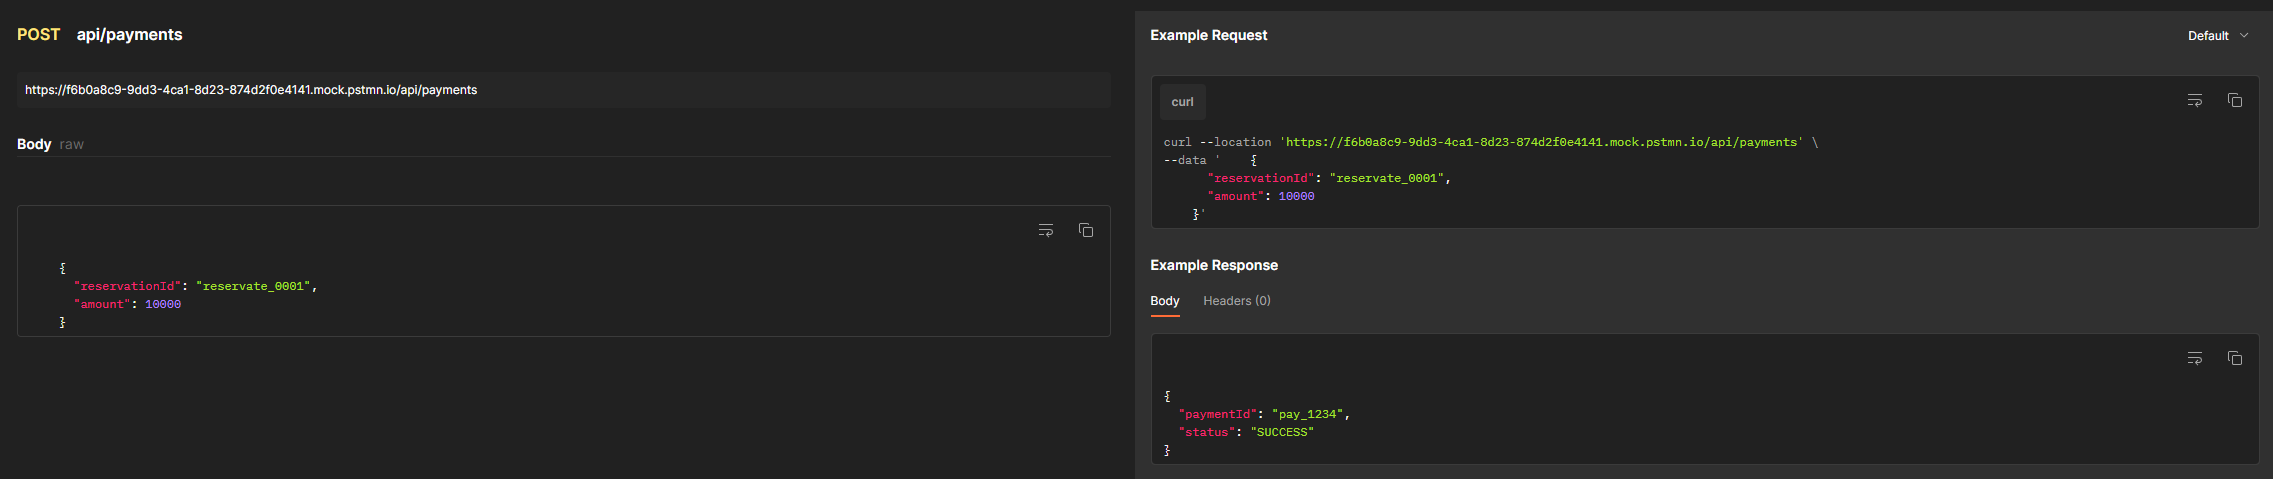 POST api/payments
https://f6b0a8c9-9dd3-4ca1-8d23-874d2f0e4141.mock.pstmn.io/api/payments
Body raw
{
"reservationId": "reservate_0001",
"amount": 10000
}
Example Request
Default
curl
curl --location 'https://f6b0a8c9-9dd3-4ca1-8d23-874d2f0e4141.mock.pstmn.io/api/payments' \
--data '    {
"reservationId": "reservate_0001",
"amount": 10000
}'
Example Response
Body Headers (0)
{
"paymentId": "pay_1234",
"status": "SUCCESS"
}